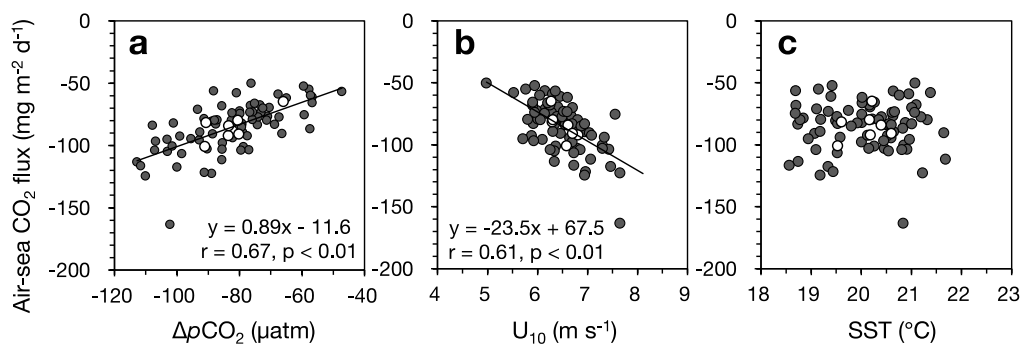 a
b
c
Air-sea CO2 flux (mg m-2 d-1)
0
-50
-100
-150
-200
-120
-100
-80
-60
-40
y = 0.89x - 11.6
r = 0.67, p < 0.01
ΔpCO2 (μatm)
0
-50
-100
-150
-200
4
5
6
7
8
9
y = -23.5x + 67.5
r = 0.61, p < 0.01
U10 (m s-1)
0
-50
-100
-150
-200
18
19
20
21
22
23
SST (°C)